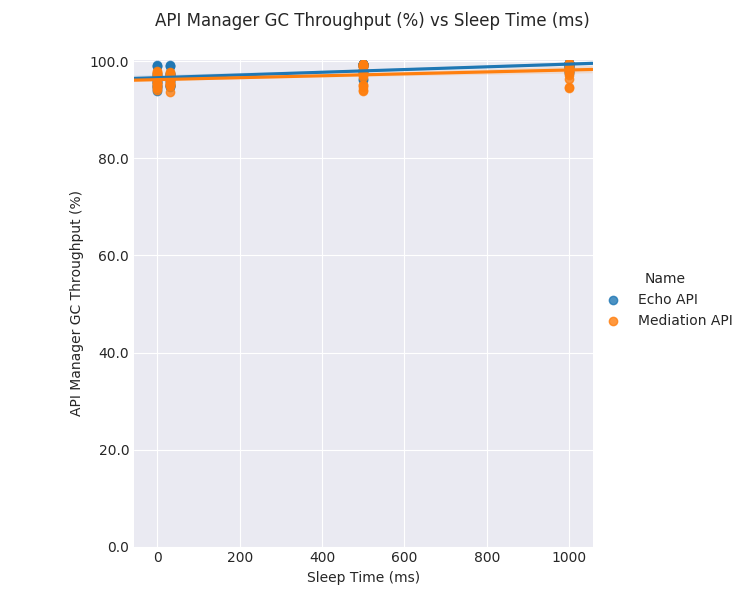 API Manager GC Throughput (%) vs Sleep Time (ms)
100.0
80.0
60.0
40.0
20.0
0.0
API Manager GC Throughput (%)
0 200 400 600 800 1000
Sleep Time (ms)
Name
Echo API
Mediation API